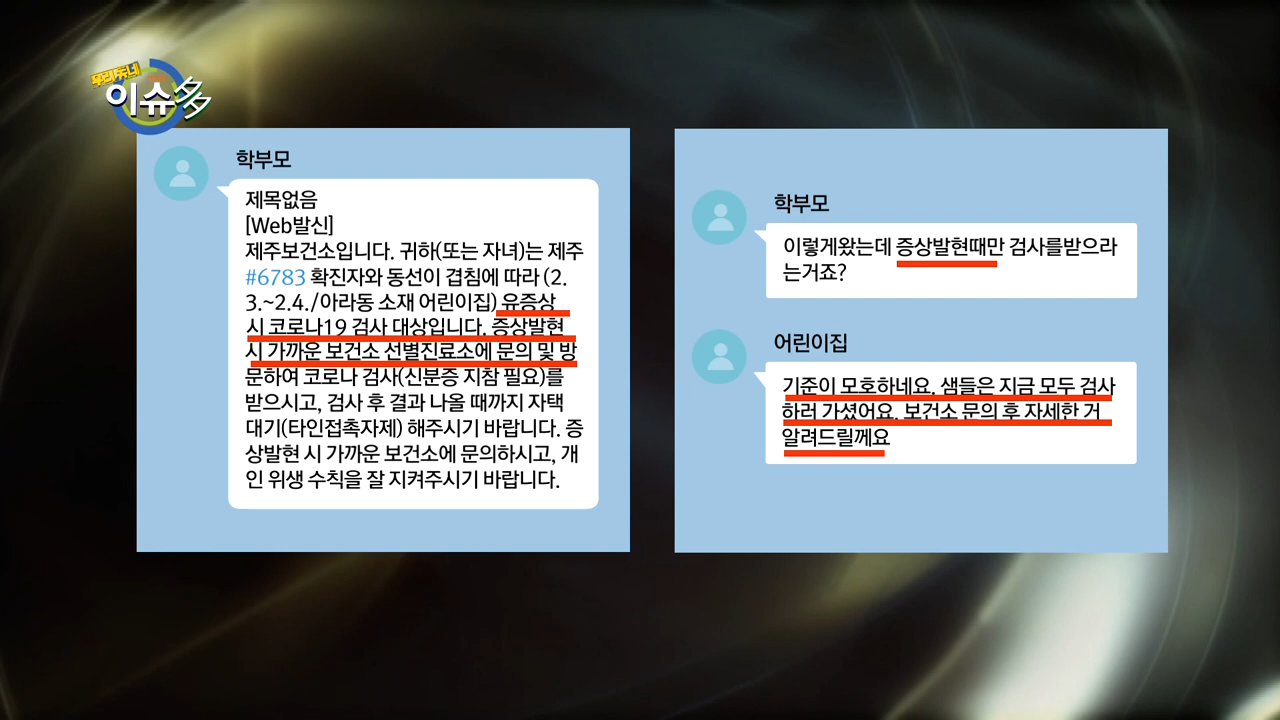 우리동네
이슈多
학부모
제목없음
[Web발신]
제주보건소입니다. 귀하(또는 자녀)는 제주
#6783 확진자와 동선이 겹침에 따라 (2.
3.~2.4./아라동 소재 어린이집) 유증상
시 코로나19 검사 대상입니다. 증상발현
시 가까운 보건소 선별진료소에 문의 및 방
문하여 코로나 검사(신분증 지참 필요)를
받으시고, 검사 후 결과 나올 때까지 자택
대기(타인접촉자제) 해주시기 바랍니다. 증
상발현 시 가까운 보건소에 문의하시고, 개
인 위생 수칙을 잘 지켜주시기 바랍니다.
학부모
이렇게왔는데 증상발현때만 검사를받으라
는거죠?
어린이집
기준이 모호하네요. 샘들은 지금 모두 검사
하러 가셨어요. 보건소 문의 후 자세한 거
알려드릴께요